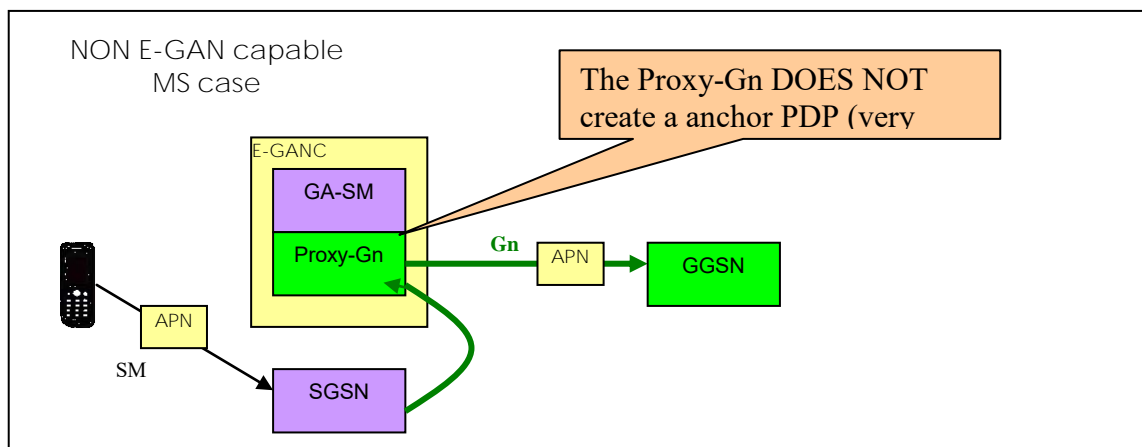 NON E-GAN capable
MS case
The Proxy-Gn DOES NOT
create a anchor PDP (very
E-GANC
GA-SM
Proxy-Gn
Gn
APN
GGSN
APN
SM
SGSN